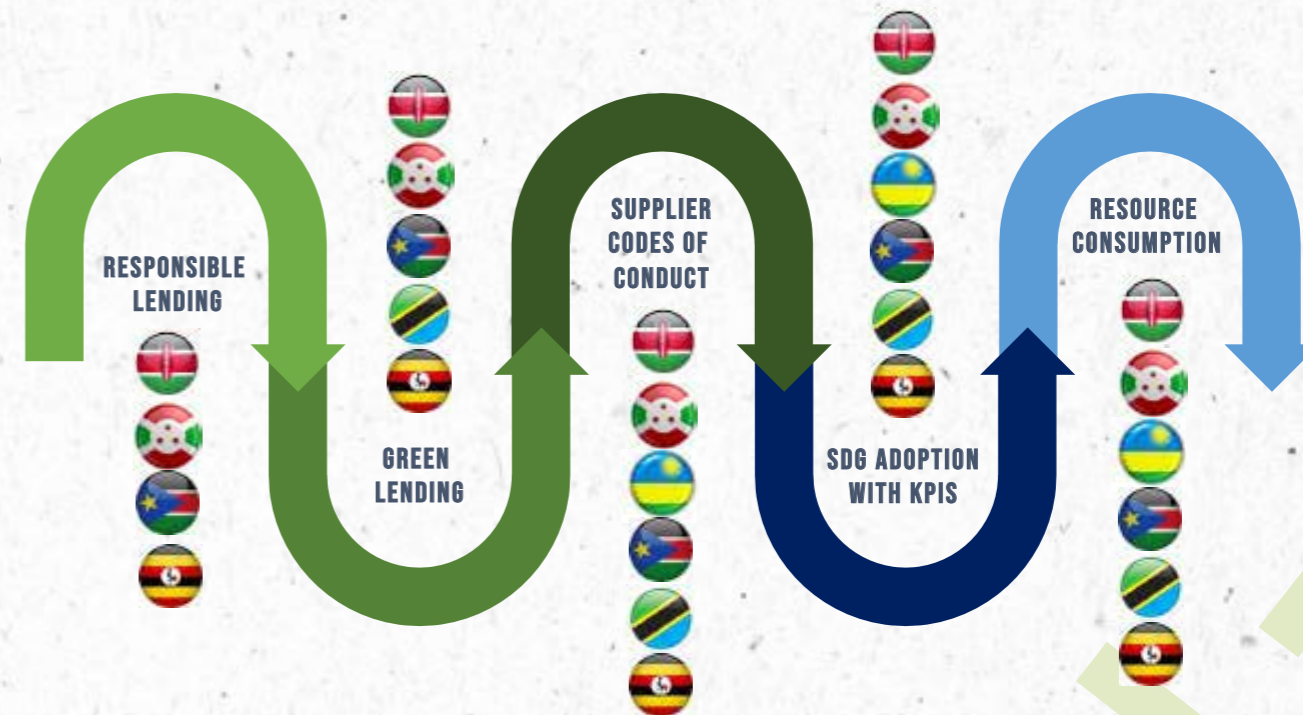 RESPONSIBLE
LENDING
GREEN
LENDING
SUPPLIER
CODES OF
CONDUCT
SDG ADOPTION
WITH KPIS
RESOURCE
CONSUMPTION